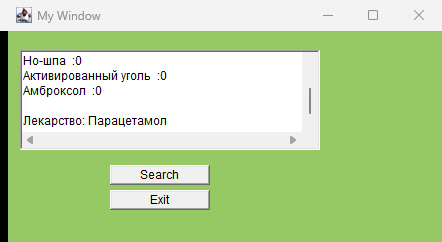 My Window
Но-шпа :0
Активированный уголь :0
Амброксол :0
Лекарство: Парацетамол
Search
Exit